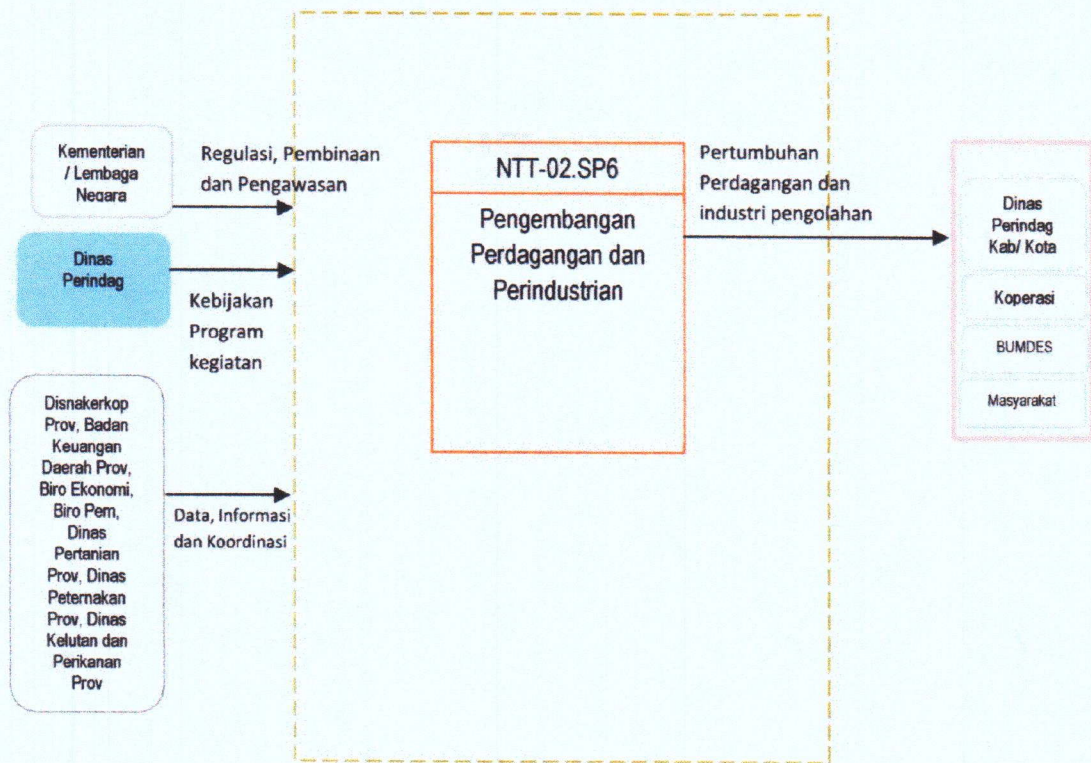 Kementerian
/ Lembaga
Negara
Regulasi, Pembinaan
dan Pengawasan
Dinas
Perindag
Kebijakan
Program
kegiatan
Disnakerkop
Prov, Badan
Keuangan
Daerah Prov,
Biro Ekonomi,
Biro Pem,
Dinas
Pertanian
Prov, Dinas
Peternakan
Prov, Dinas
Kelutan dan
Perikanan
Prov
Data, Informasi
dan Koordinasi
NTT-02.SP6
Pengembangan
Perdagangan dan
Perindustrian
Pertumbuhan
Perdagangan dan
industri pengolahan
Dinas
Perindag
Kab/ Kota
Koperasi
BUMDES
Masyarakat